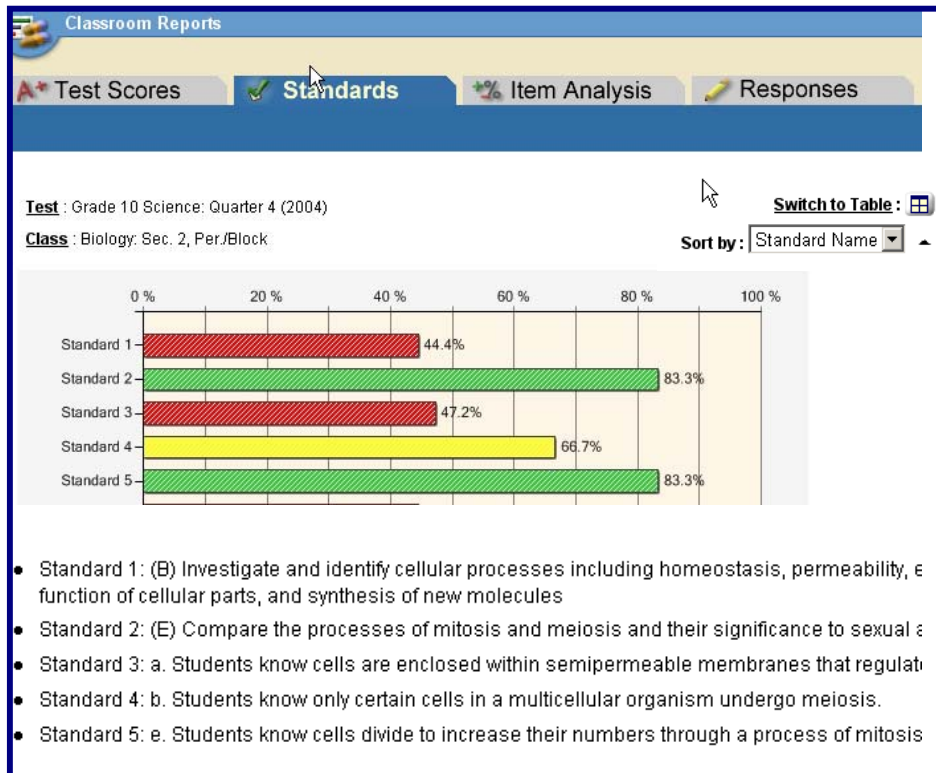 Classroom Reports
A+ Test Scores Standards +% Item Analysis Responses
Test : Grade 10 Science: Quarter 4 (2004)
Switch to Table :
Class : Biology: Sec. 2, Per./Block
Sort by : Standard Name
0 % 20 % 40 % 60 % 80 % 100 %
Standard 1 44.4%
Standard 2 83.3%
Standard 3 47.2%
Standard 4 66.7%
Standard 5 83.3%
• Standard 1: (B) Investigate and identify cellular processes including homeostasis, permeability,
function of cellular parts, and synthesis of new molecules
• Standard 2: (E) Compare the processes of mitosis and meiosis and their significance to sexual
• Standard 3: a. Students know cells are enclosed within semipermeable membranes that
• Standard 4: b. Students know only certain cells in a multicellular organism undergo meiosis.
• Standard 5: e. Students know cells divide to increase their numbers through a process of mitosis